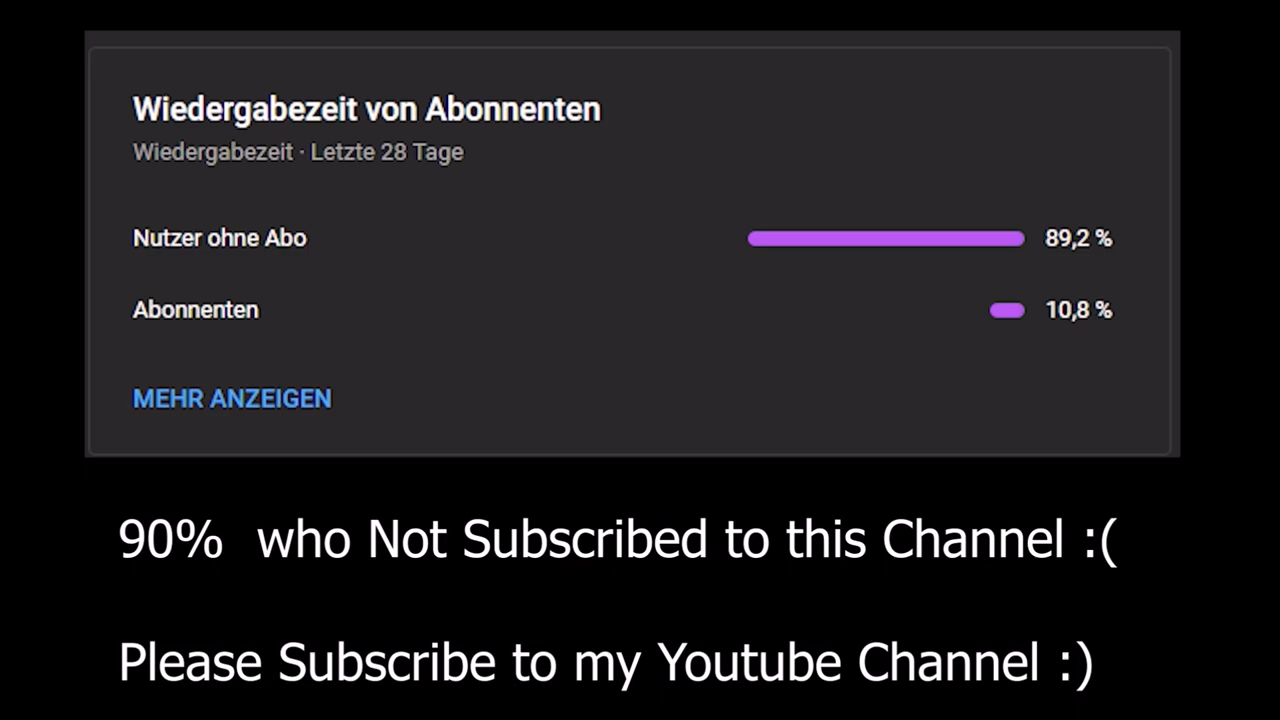 Wiedergabezeit von Abonnenten
Wiedergabezeit · Letzte 28 Tage
Nutzer ohne Abo 89,2 %
Abonnenten 10,8 %
MEHR ANZEIGEN
90% who Not Subscribed to this Channel :(
Please Subscribe to my Youtube Channel :)